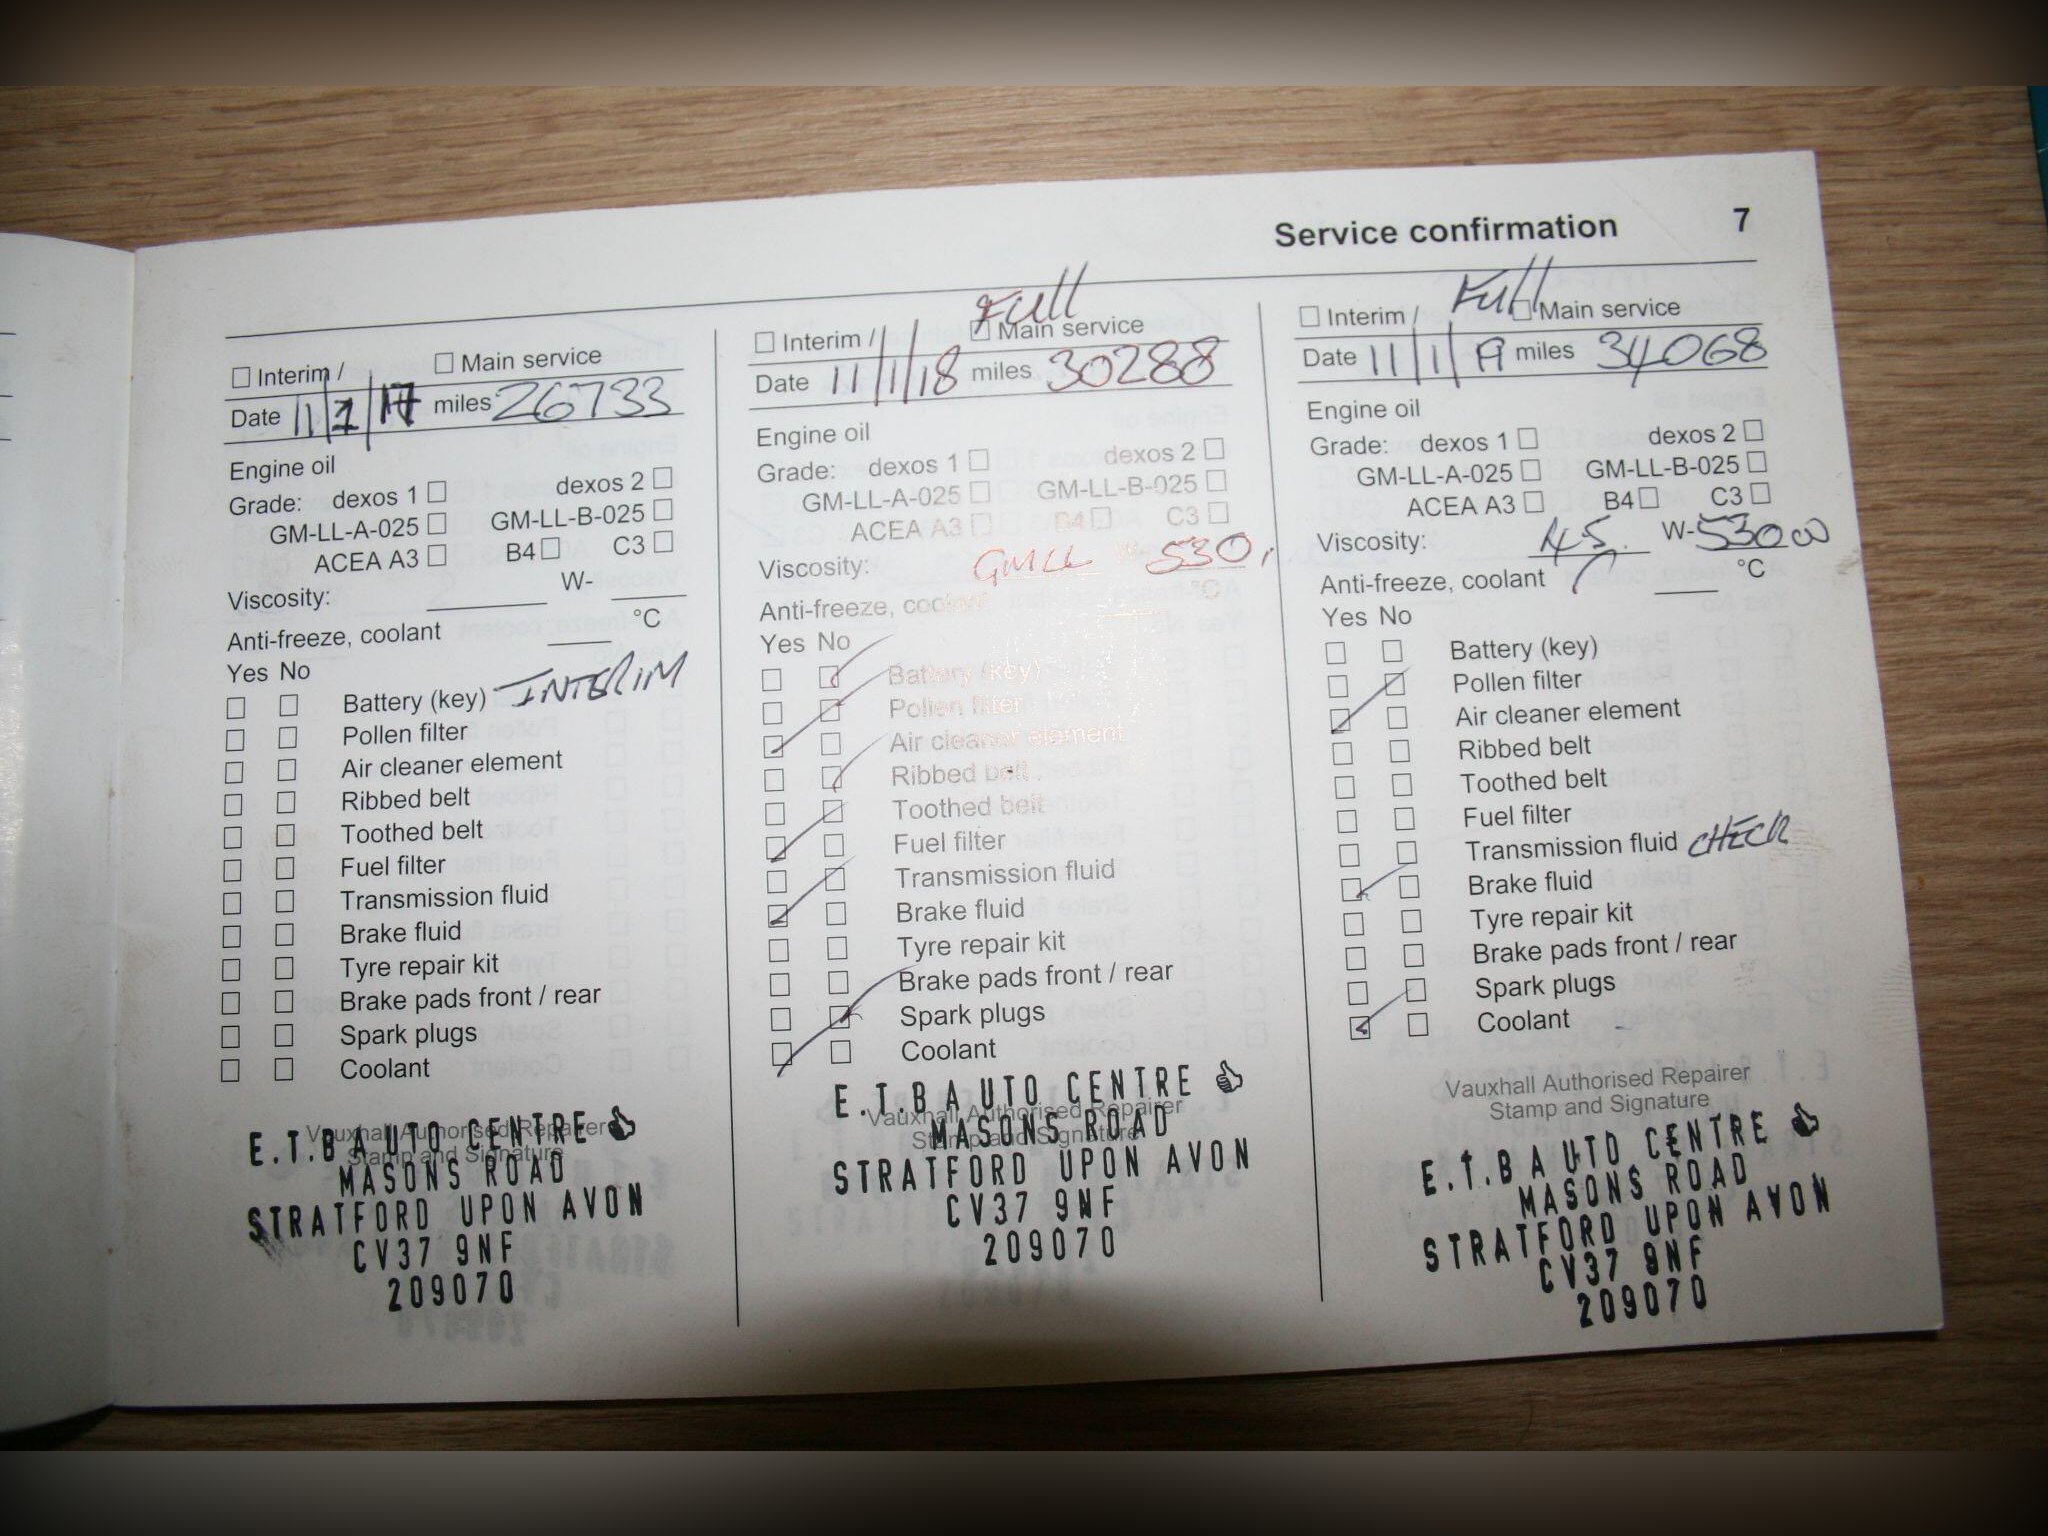 Service confirmation 7
☐ Interim / ☐ Main service
Date 11/1/17 miles 26733
Engine oil
Grade: dexos 1 ☐ dexos 2 ☐
GM-LL-A-025 ☐ GM-LL-B-025 ☐
ACEA A3 ☐ B4 ☐ C3 ☐
Viscosity: W-
Anti-freeze, coolant °C
Yes No
Battery (key) INTERIM
Pollen filter
Air cleaner element
Ribbed belt
Toothed belt
Fuel filter
Transmission fluid
Brake fluid
Tyre repair kit
Brake pads front / rear
Spark plugs
Coolant
Vauxhall Authorised Repairer
Stamp and Signature
E.T.B AUTO CENTRE
MASONS ROAD
STRATFORD UPON AVON
CV37 9NF
209070
Full
☐ Interim / ☐ Main service
Date 11/1/18 miles 30288
Engine oil
Grade: dexos 1 ☐ dexos 2 ☐
GM-LL-A-025 ☐ GM-LL-B-025 ☐
ACEA A3 ☐ B4 ☐ C3 ☐
Viscosity: GMLL 530
Anti-freeze, coolant °C
Yes No
Battery (key)
Pollen filter
Air cleaner element
Ribbed belt
Toothed belt
Fuel filter
Transmission fluid
Brake fluid
Tyre repair kit
Brake pads front / rear
Spark plugs
Coolant
Vauxhall Authorised Repairer
Stamp and Signature
E.T.B AUTO CENTRE
MASONS ROAD
STRATFORD UPON AVON
CV37 9NF
209070
Full
☐ Interim / ☐ Main service
Date 11/1/19 miles 34068
Engine oil
Grade: dexos 1 ☐ dexos 2 ☐
GM-LL-A-025 ☐ GM-LL-B-025 ☐
ACEA A3 ☐ B4 ☐ C3 ☐
Viscosity: 4.5 W-530
Anti-freeze, coolant °C
Yes No
Battery (key)
Pollen filter
Air cleaner element
Ribbed belt
Toothed belt
Fuel filter
Transmission fluid CHECK
Brake fluid
Tyre repair kit
Brake pads front / rear
Spark plugs
Coolant
Vauxhall Authorised Repairer
Stamp and Signature
E.T.B AUTO CENTRE
MASONS ROAD
STRATFORD UPON AVON
CV37 9NF
209070